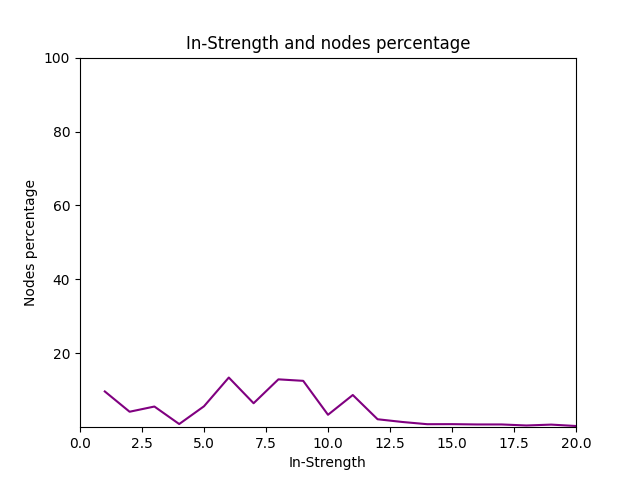 In-Strength and nodes percentage
100
80
60
40
20
Nodes percentage
0.0 2.5 5.0 7.5 10.0 12.5 15.0 17.5 20.0
In-Strength